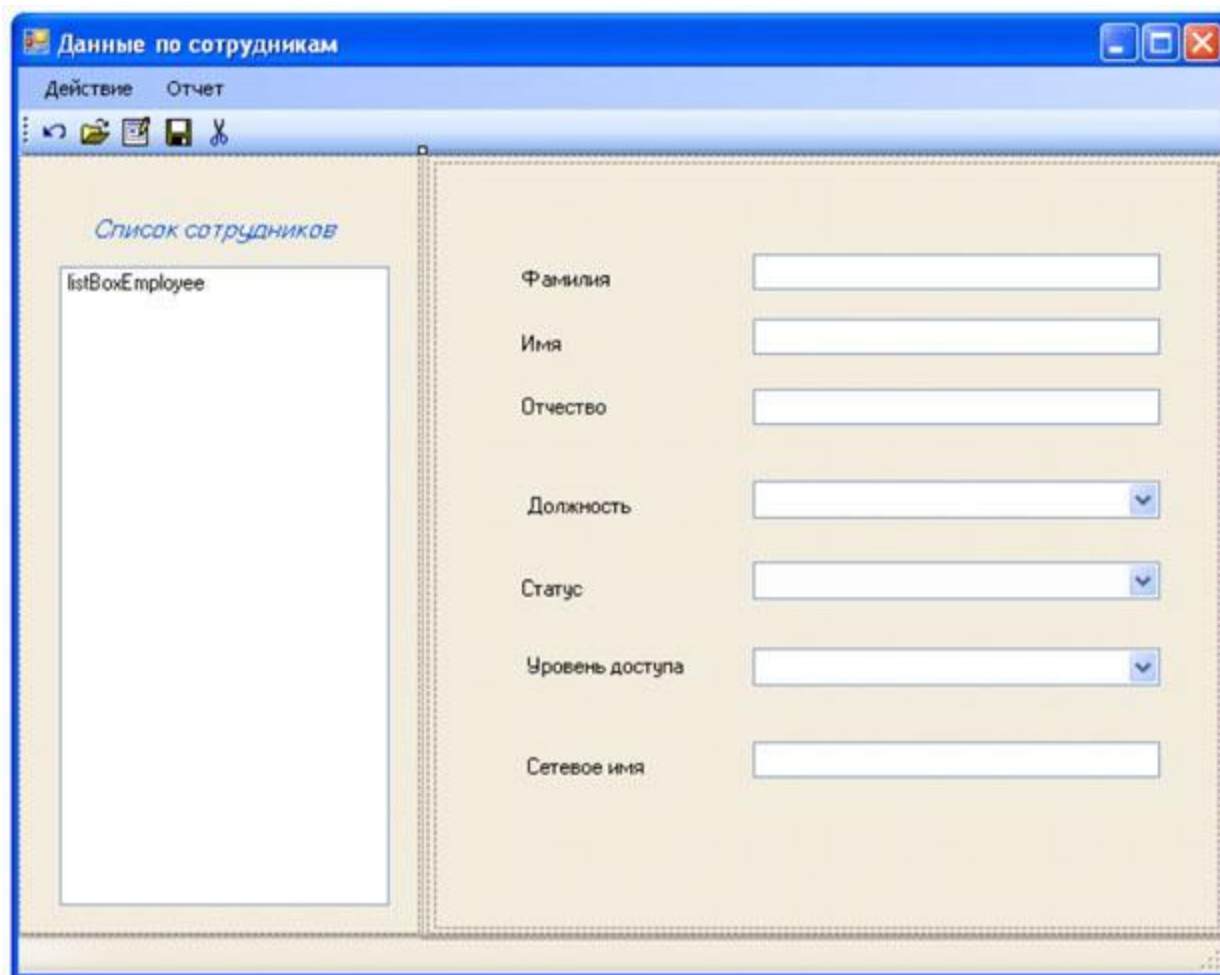 Данные по сотрудникам
Действие Отчет
Список сотрудников
listBoxEmployee
Фамилия
Имя
Отчество
Должность
Статус
Уровень доступа
Сетевое имя